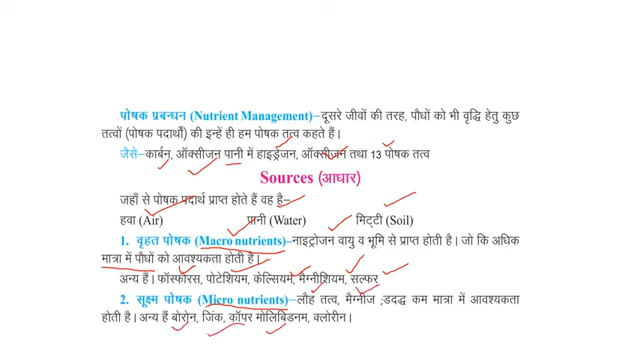 पोषक प्रबन्धन (Nutrient Management)–दूसरे जीवों की तरह, पौधों को भी वृद्धि हेतु कुछ
तत्वों (पोषक पदार्थों) की इन्हें ही हम पोषक तत्व कहते हैं।
जैसे– कार्बन, ऑक्सीजन पानी में हाइड्रेजन, ऑक्सीजन तथा 13 पोषक तत्व
Sources (आधार)
जहाँ से पोषक पदार्थ प्राप्त होते हैं वह है–
हवा (Air) पानी (Water) मिट्टी (Soil)
1. वृहत पोषक (Macro nutrients)–नाइट्रोजन वायु व भूमि से प्राप्त होती है। जो कि अधिक
मात्रा में पौधों को आवश्यकता होती हैं।
अन्य हैं। फॉस्फोरस, पोटेशियम, केल्सियम, मैग्नीशियम, सल्फर
2. सूक्ष्म पोषक (Micro nutrients)–लौह तत्व, मैग्नीज ;डदद्ध कम मात्रा में आवश्यकता
होती है। अन्य हैं बोरोन, जिंक, कॉपर मोलिबिडनम, क्लोरीन।